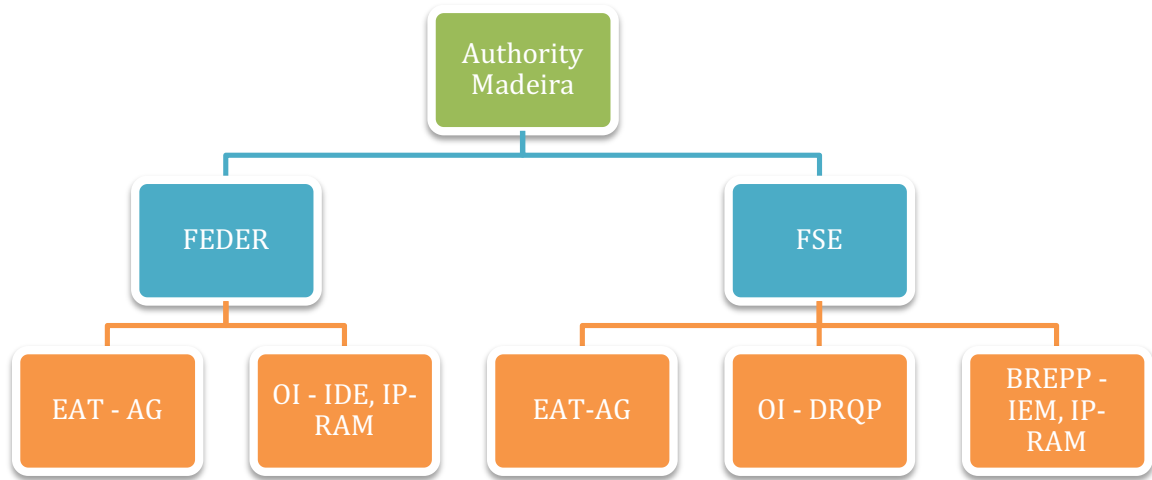 Authority
Madeira
FEDER
FSE
EAT - AG
OI - IDE, IP-
RAM
EAT-AG
OI - DRQP
BREPP -
IEM, IP-
RAM